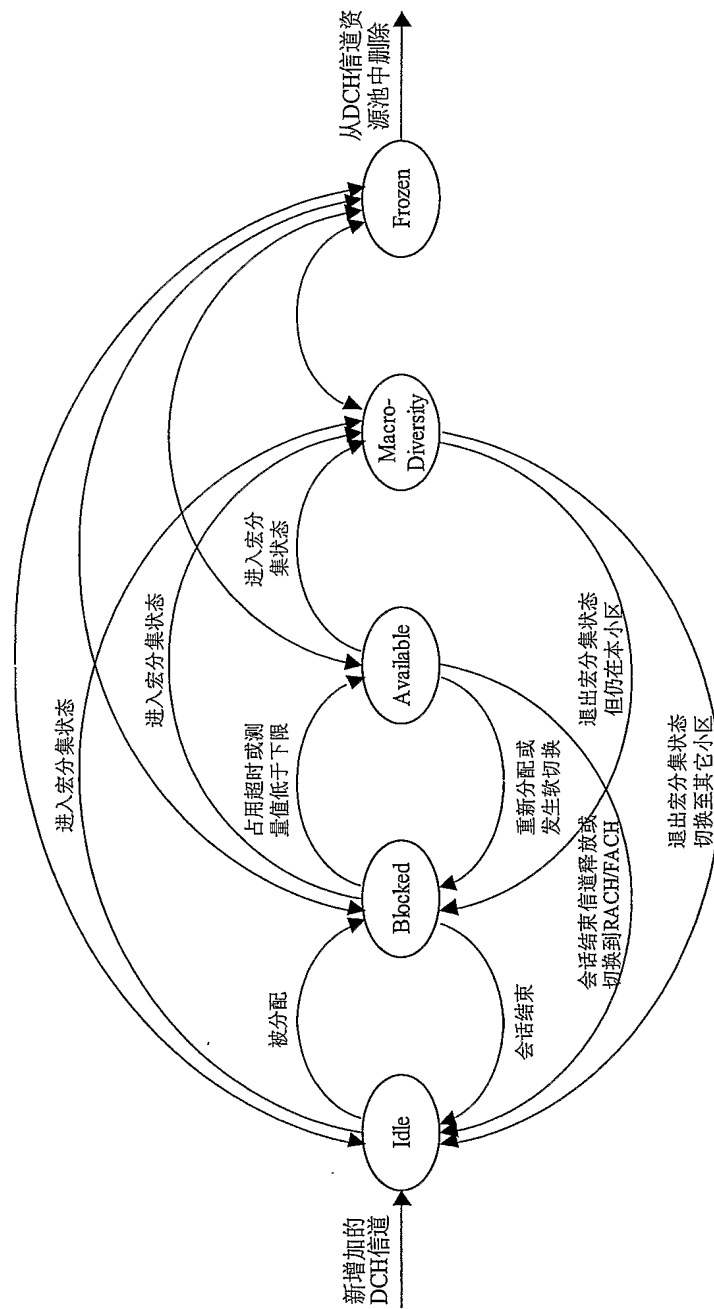 新增加的
DCH信道
Idle
被分配
会话结束
Blocked
进入宏分集状态
进入宏分集状态
占用超时或测
量值低于下限
重新分配或
发生软切换
会话结束信道释放或
切换到RACH/FACH
Available
进入宏分
集状态
退出宏分集状态
但仍在本小区
退出宏分集状态
切换至其它小区
Macro-
Diversity
Frozen
从DCH信道资
源池中删除